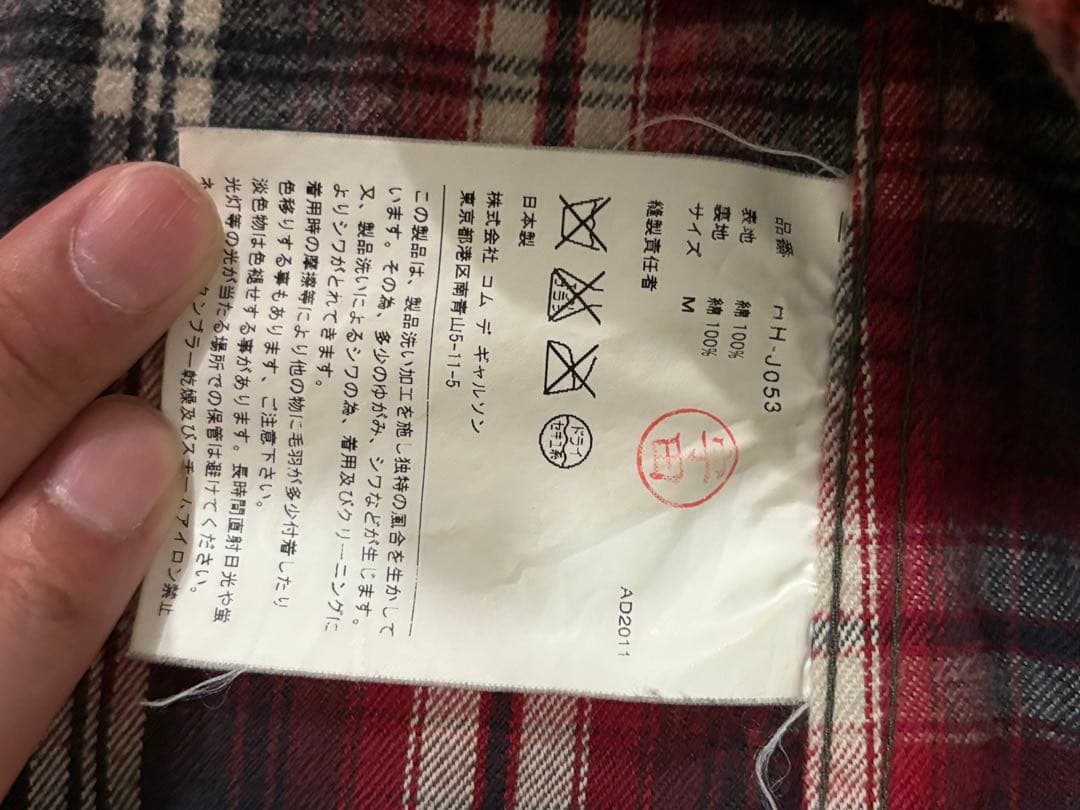 品番 ΠH-J053
表地 綿 100%
裏地 綿 100%
サイズ M
縫製責任者
宇田
AD2011
ドライ
セキユ系
日本製
株式会社 コム デ ギャルソン
東京都港区南青山5-11-5
この製品は、製品洗い加工を施し独特の風合を生かして
います。その為、多少のゆがみ、シワなどが生じます。
又、製品洗いによるシワの為、着用及びクリーニングに
よりシワがとれてきます。
着用時の摩擦等により他の物に毛羽が多少付着したり
色移りする事もあります、ご注意下さい。
淡色物は色褪せする事があります。長時間直射日光や蛍
光灯等の光が当たる場所での保管は避けてください。
タンブラー乾燥及びスチームアイロン禁止